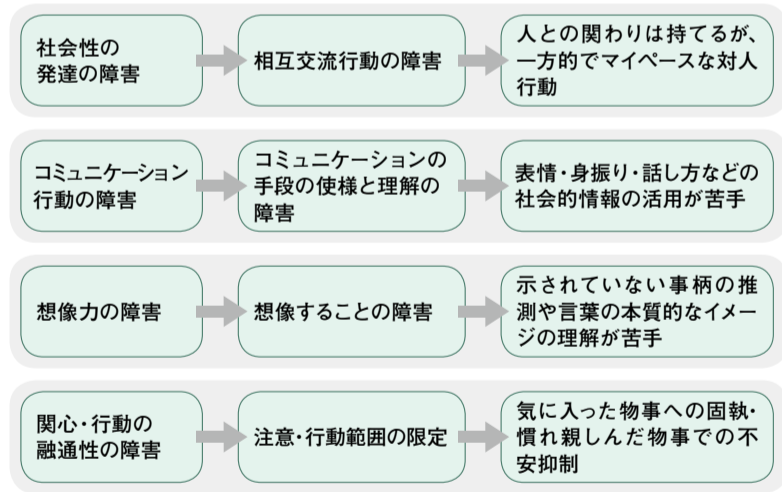 社会性の
発達の障害
相互交流行動の障害
人との関わりは持てるが、
一方的でマイペースな対人
行動
コミュニケーション
行動の障害
コミュニケーションの
手段の使様と理解の
障害
表情・身振り・話し方などの
社会的情報の活用が苦手
想像力の障害
想像することの障害
示されていない事柄の推
測や言葉の本質的なイメー
ジの理解が苦手
関心・行動の
融通性の障害
注意・行動範囲の限定
気に入った物事への固執・
慣れ親しんだ物事での不
安抑制